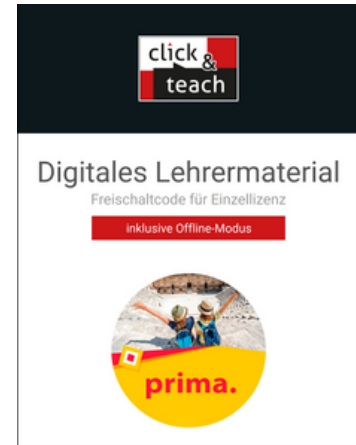 click &
teach
Digitales Lehrermaterial
Freischaltcode für Einzellizenz
inklusive Offline-Modus
prima.